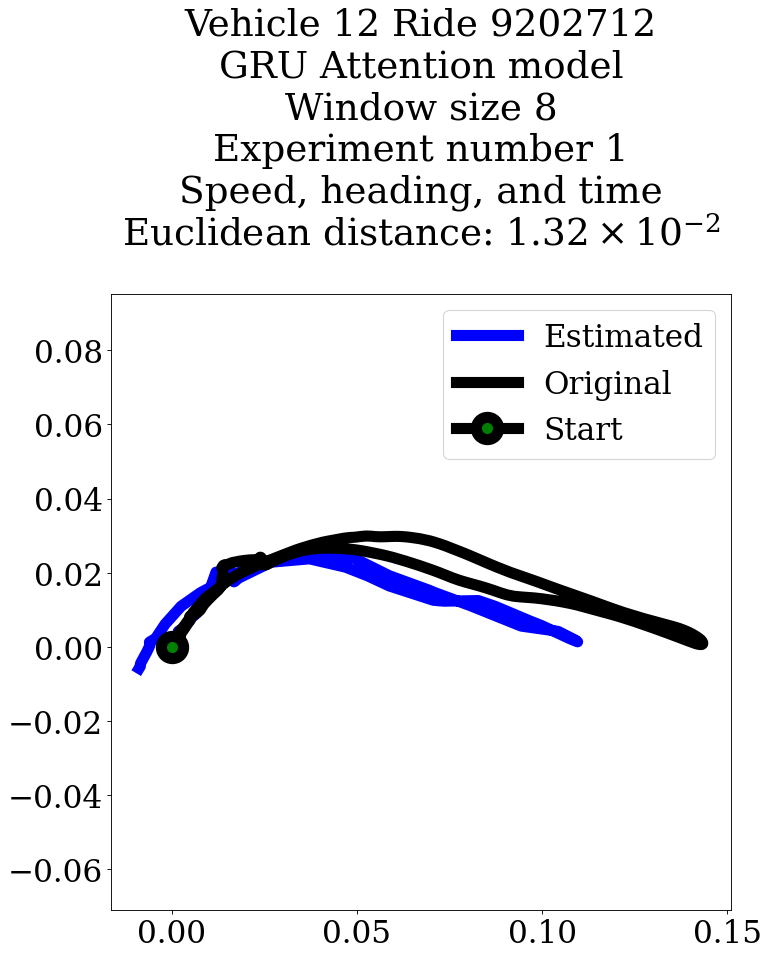 Vehicle 12 Ride 9202712
GRU Attention model
Window size 8
Experiment number 1
Speed, heading, and time
Euclidean distance: 1.32 × 10⁻²
Estimated
Original
Start
0.08
0.06
0.04
0.02
0.00
−0.02
−0.04
−0.06
0.00 0.05 0.10 0.15